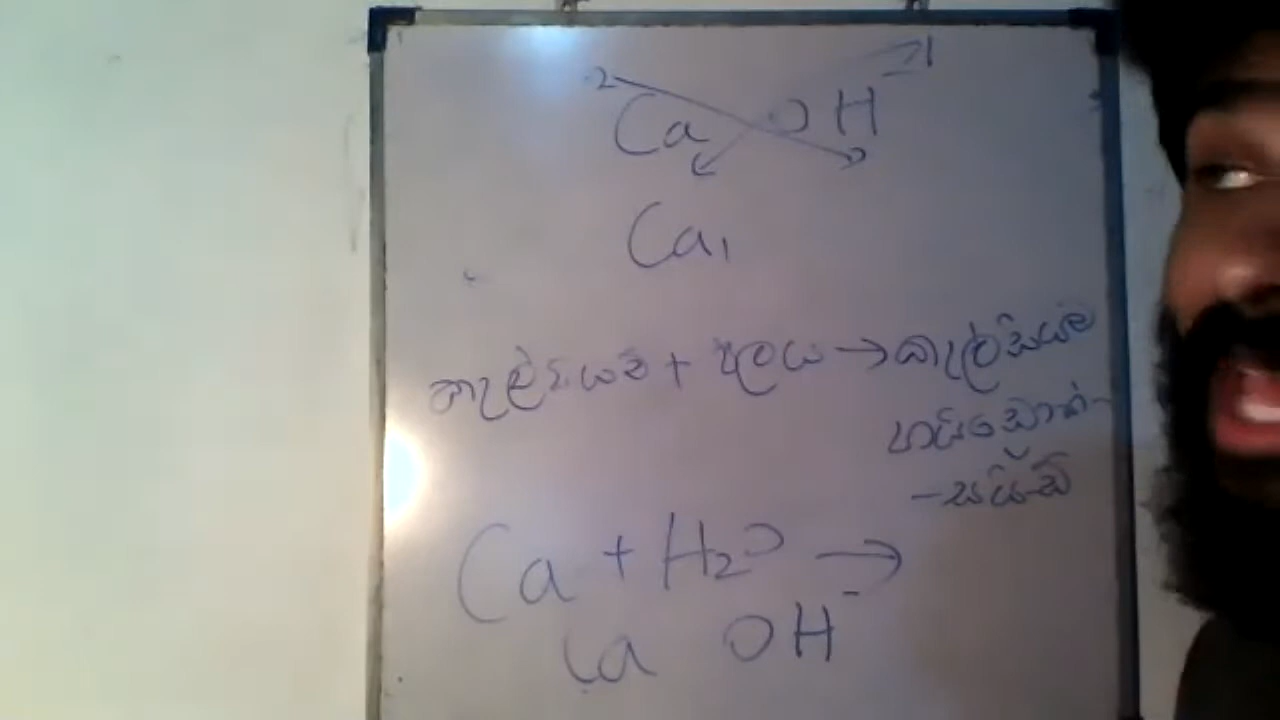 2 -1
Ca OH
Ca₁
කැල්සියම් + ජලය → කැල්සියම්
හයිඩ්‍රොක්-
-සයිඩ්
Ca + H₂O →
Ca OH⁻